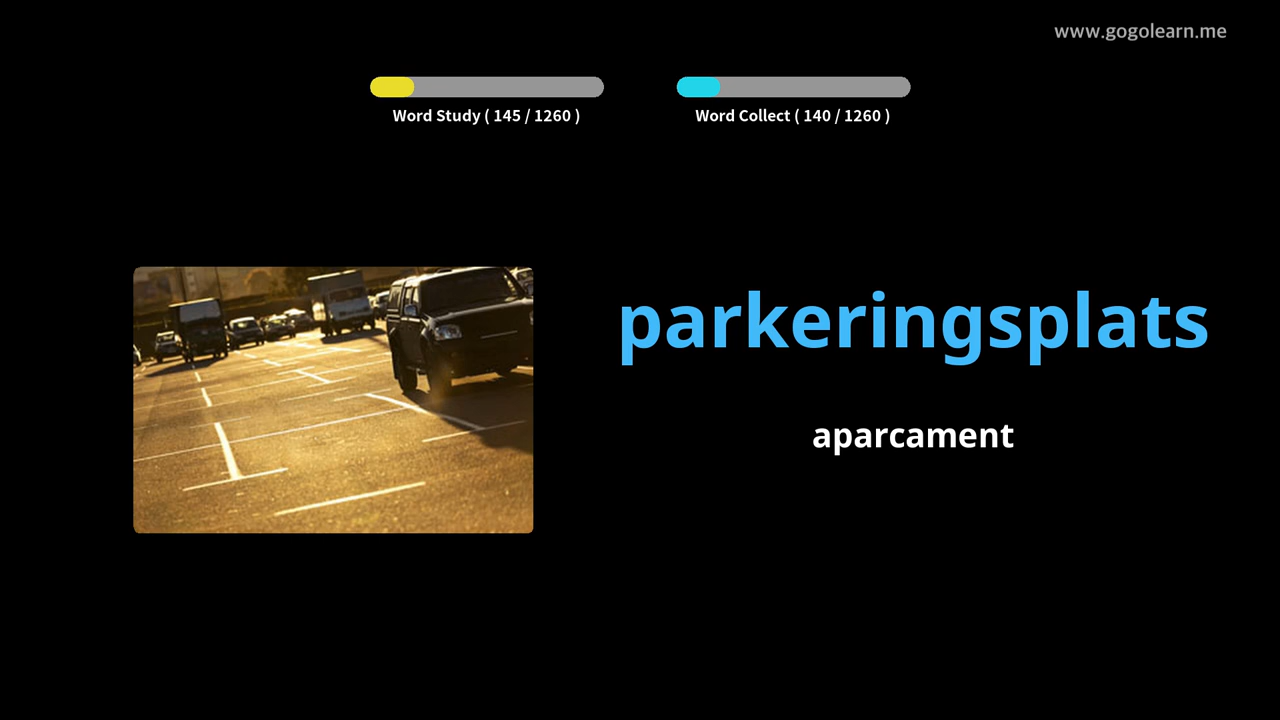 www.gogolearn.me
Word Study ( 145 / 1260 )
Word Collect ( 140 / 1260 )
parkeringsplats
aparcament